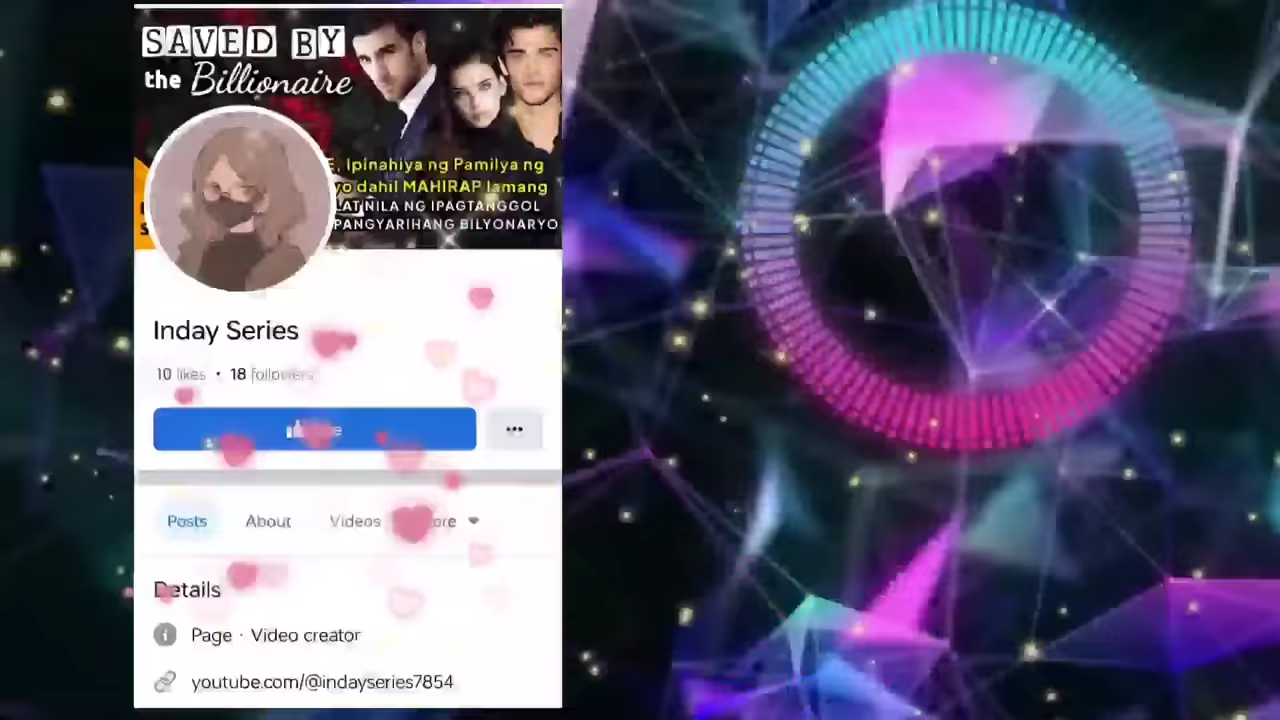 SAVED BY
the Billionaire
E, Ipinahiya ng Pamilya ng
yo dahil MAHIRAP lamang
LAT NILA NG IPAGTANGGOL
PANGYARIHANG BILYONARYO
Inday Series
10 likes • 18 followers
Posts About Videos
Details
Page · Video creator
youtube.com/@indayseries7854